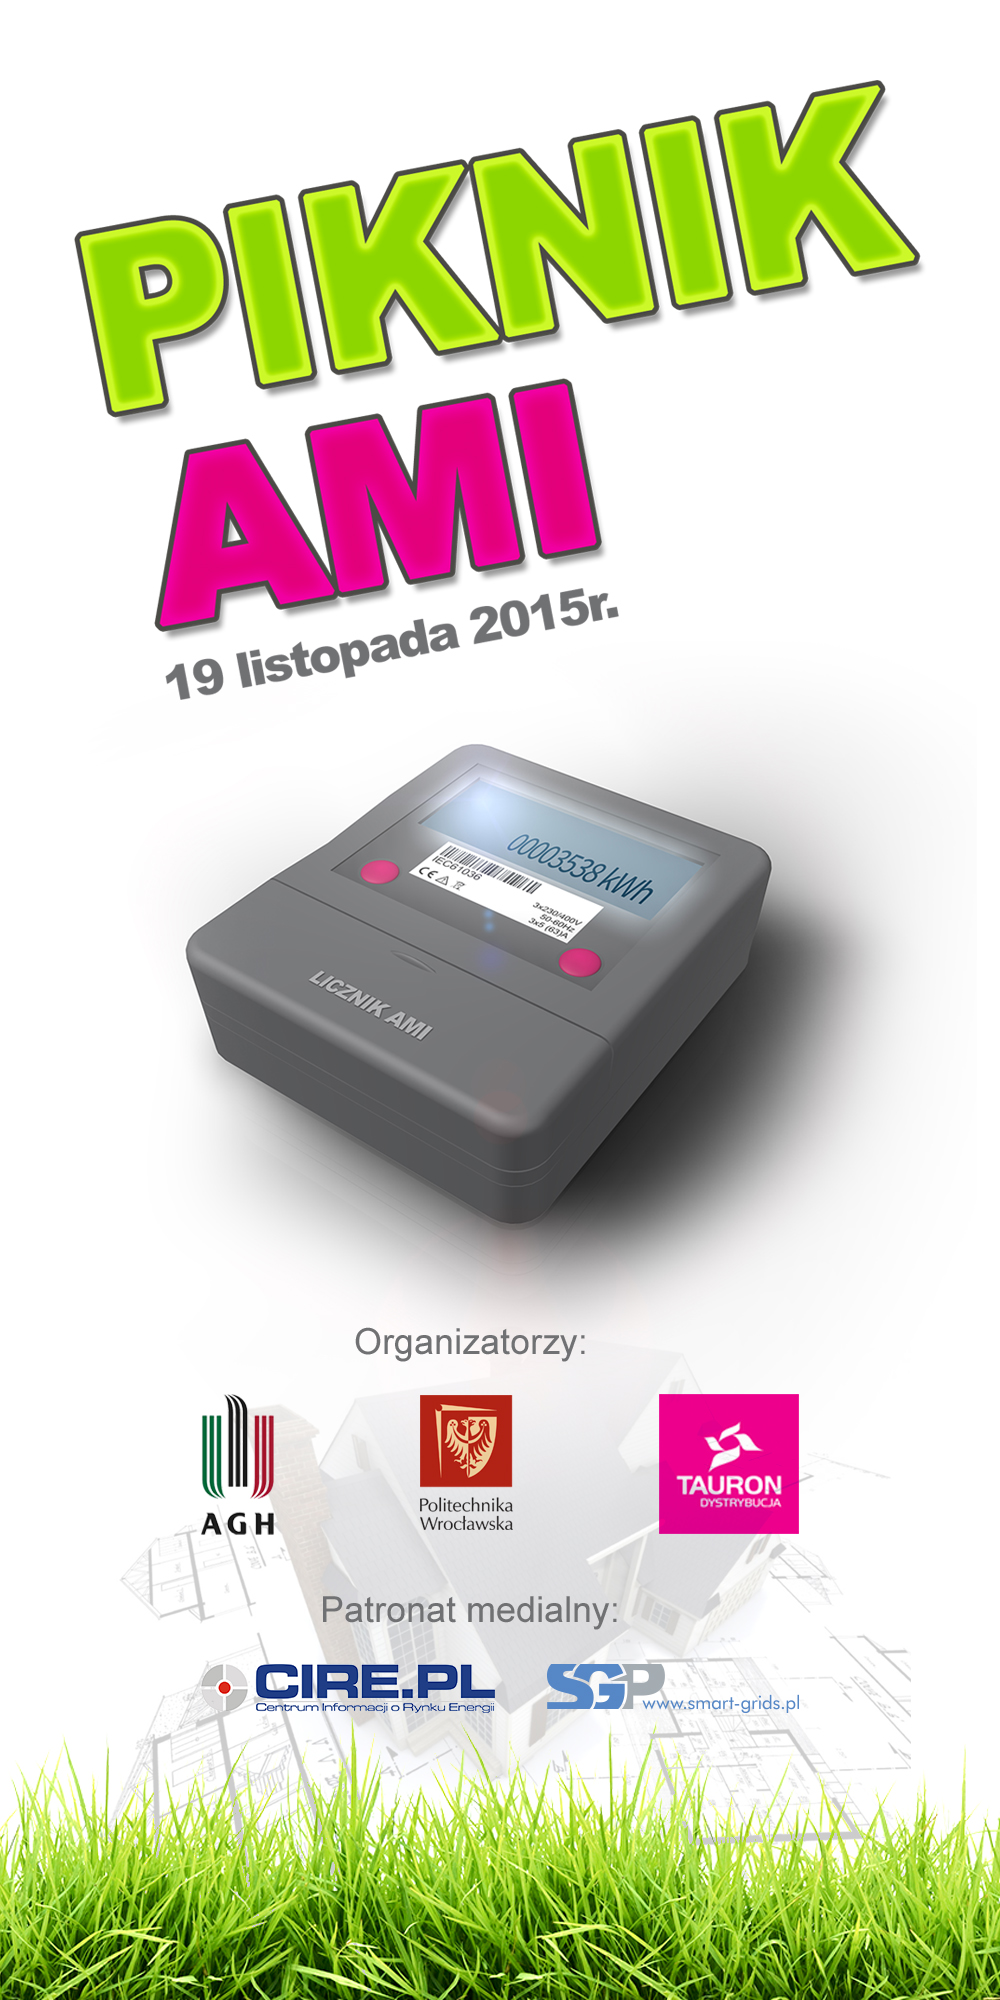 PIKNIK
AMI
19 listopada 2015r.
00003538 kWh
IEC61036
CE
3x230/400V
50-60Hz
3x5 (63)A
LICZNIK AMI
Organizatorzy:
AGH
Politechnika
Wrocławska
TAURON
DYSTRYBUCJA
Patronat medialny:
CIRE.PL
Centrum Informacji o Rynku Energii
SGP
www.smart-grids.pl